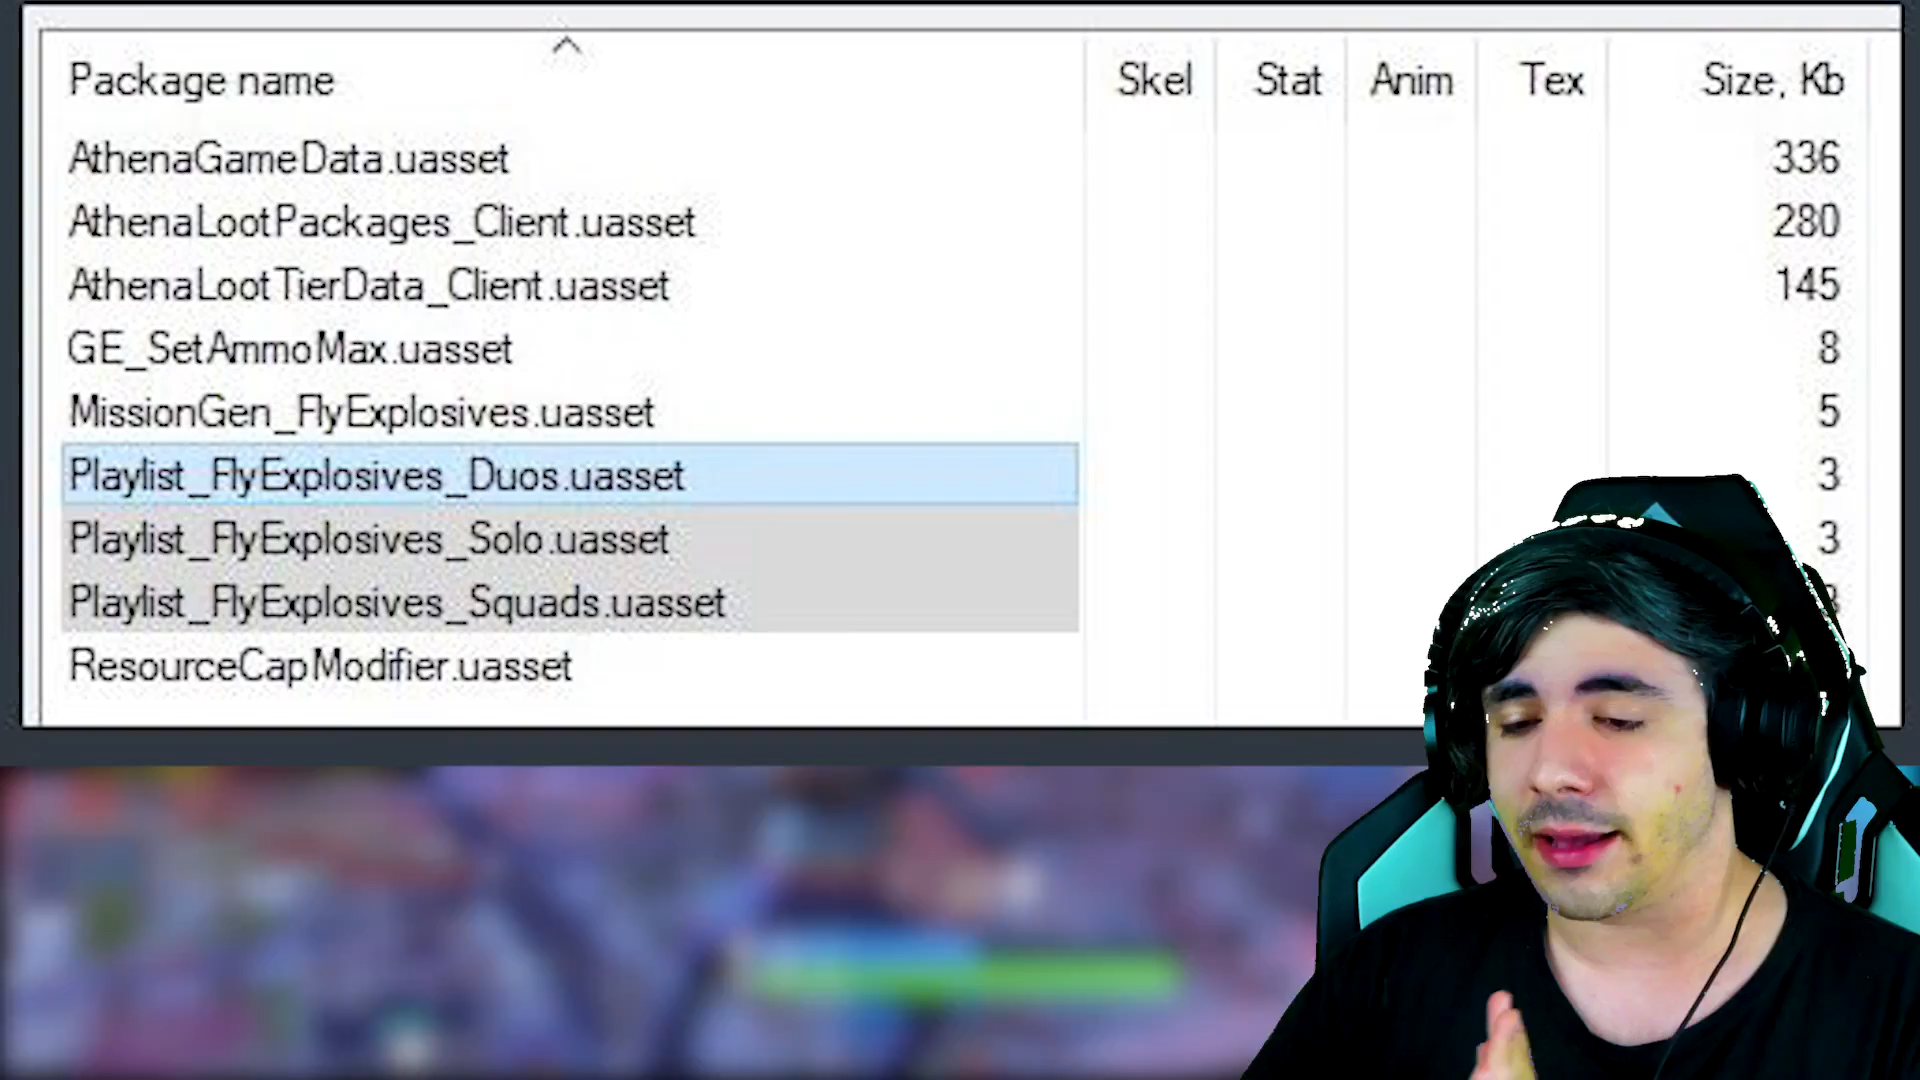 Package name Skel Stat Anim Tex Size, Kb
AthenaGameData.uasset 336
AthenaLootPackages_Client.uasset 280
AthenaLootTierData_Client.uasset 145
GE_SetAmmoMax.uasset 8
MissionGen_FlyExplosives.uasset 5
Playlist_FlyExplosives_Duos.uasset 3
Playlist_FlyExplosives_Solo.uasset 3
Playlist_FlyExplosives_Squads.uasset
ResourceCapModifier.uasset